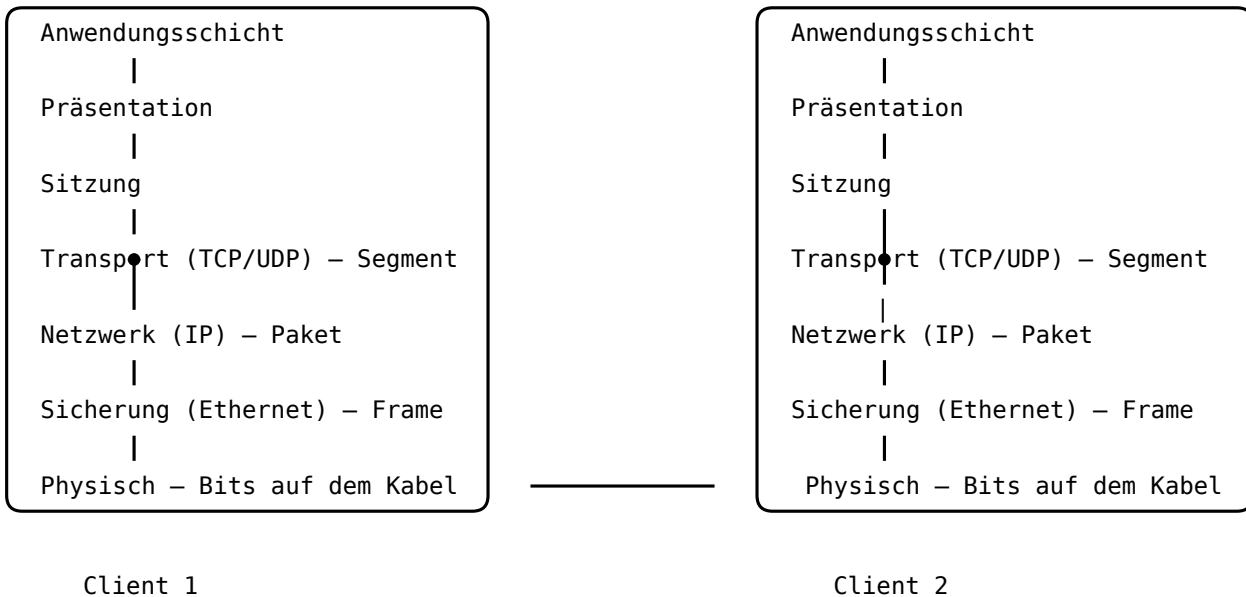 Anwendungsschicht
Präsentation
Sitzung
Transport (TCP/UDP) – Segment
Netzwerk (IP) – Paket
Sicherung (Ethernet) – Frame
Physisch – Bits auf dem Kabel
Client 1
Anwendungsschicht
Präsentation
Sitzung
Transport (TCP/UDP) – Segment
Netzwerk (IP) – Paket
Sicherung (Ethernet) – Frame
Physisch – Bits auf dem Kabel
Client 2